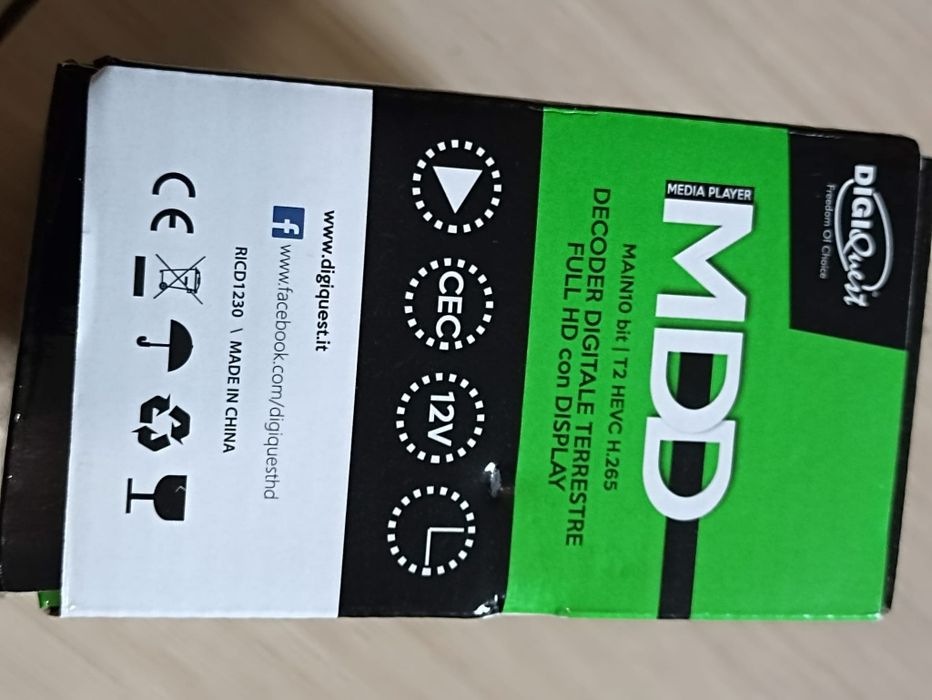 DIGIQuest
Freedom Of Choice
MEDIA PLAYER
MDD
MAIN10 bit | T2 HEVC H.265
DECODER DIGITALE TERRESTRE
FULL HD con DISPLAY
CEC
12V
www.digiquest.it
f www.facebook.com/digiquesthd
RICD1230 \ MADE IN CHINA
CE